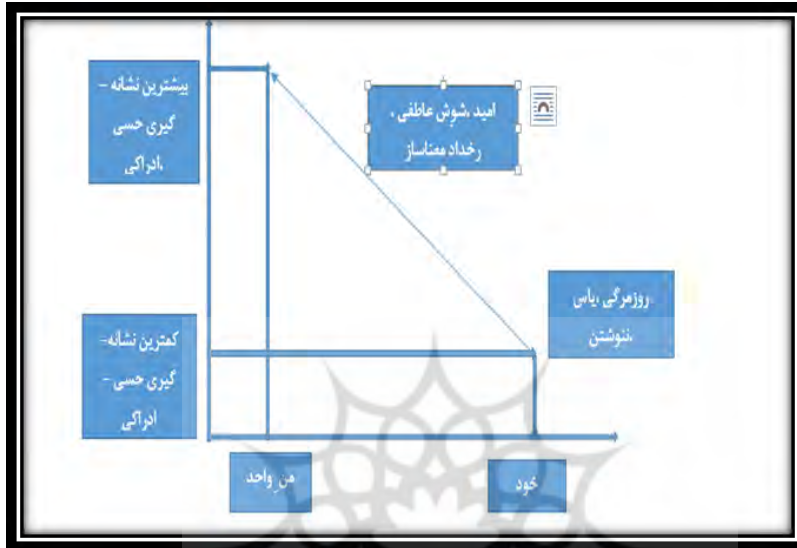 بیشترین نشانه -
گیری حسی
،ادراکی
امید ،شوِش عاطفی ،
رخداد معناساز
،روزمرگی ،یاس
،ننوشتن
کمترین نشانه-
گیری حسی -
ادراکی
منِ واحد
خود